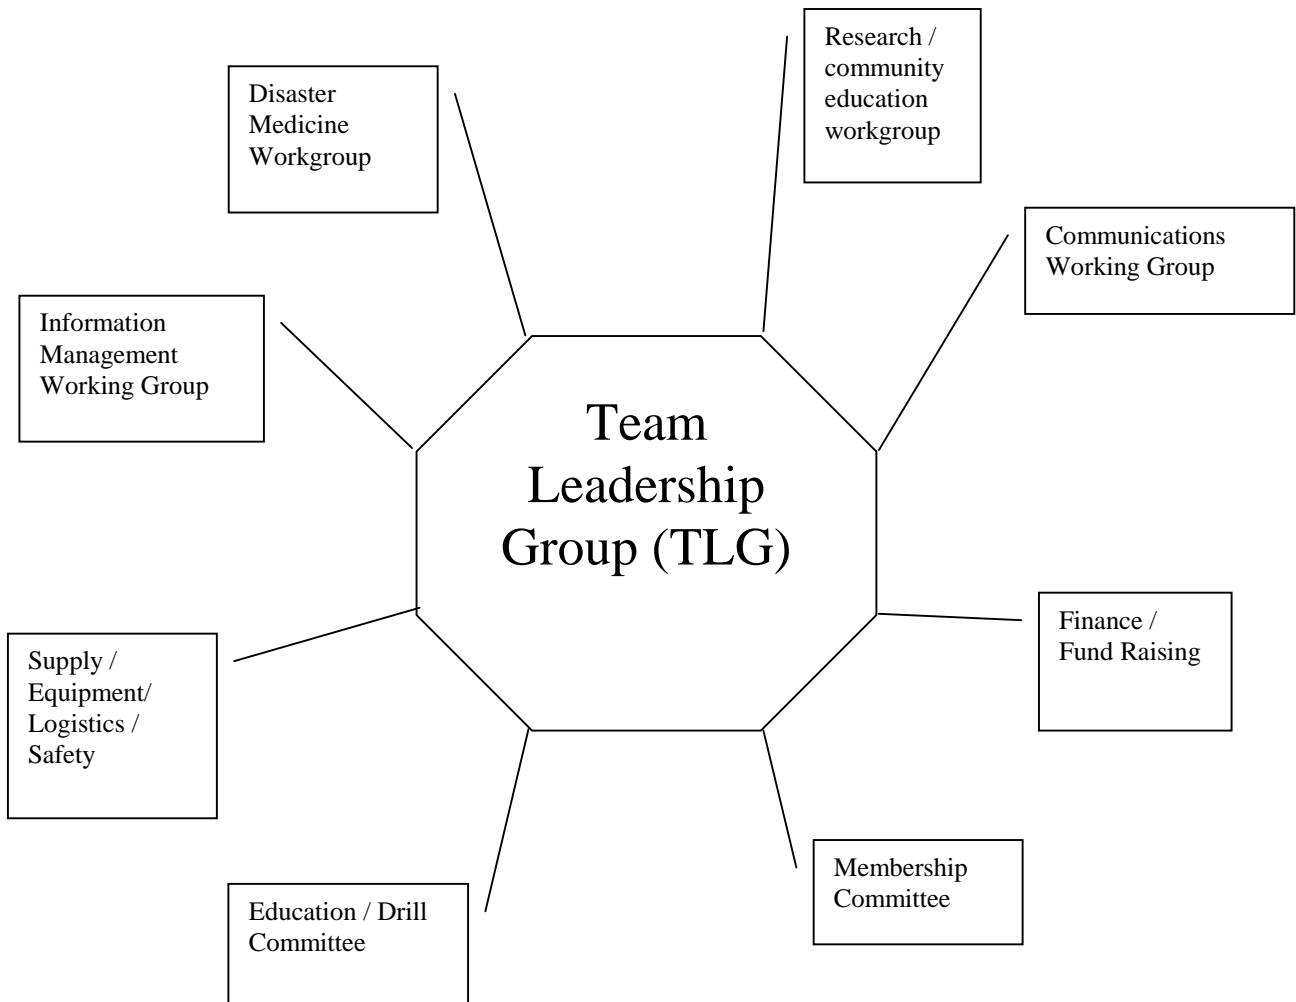 Research /
community
education
workgroup
Disaster
Medicine
Workgroup
Communications
Working Group
Information
Management
Working Group
Team
Leadership
Group (TLG)
Finance /
Fund Raising
Supply /
Equipment/
Logistics /
Safety
Membership
Committee
Education / Drill
Committee